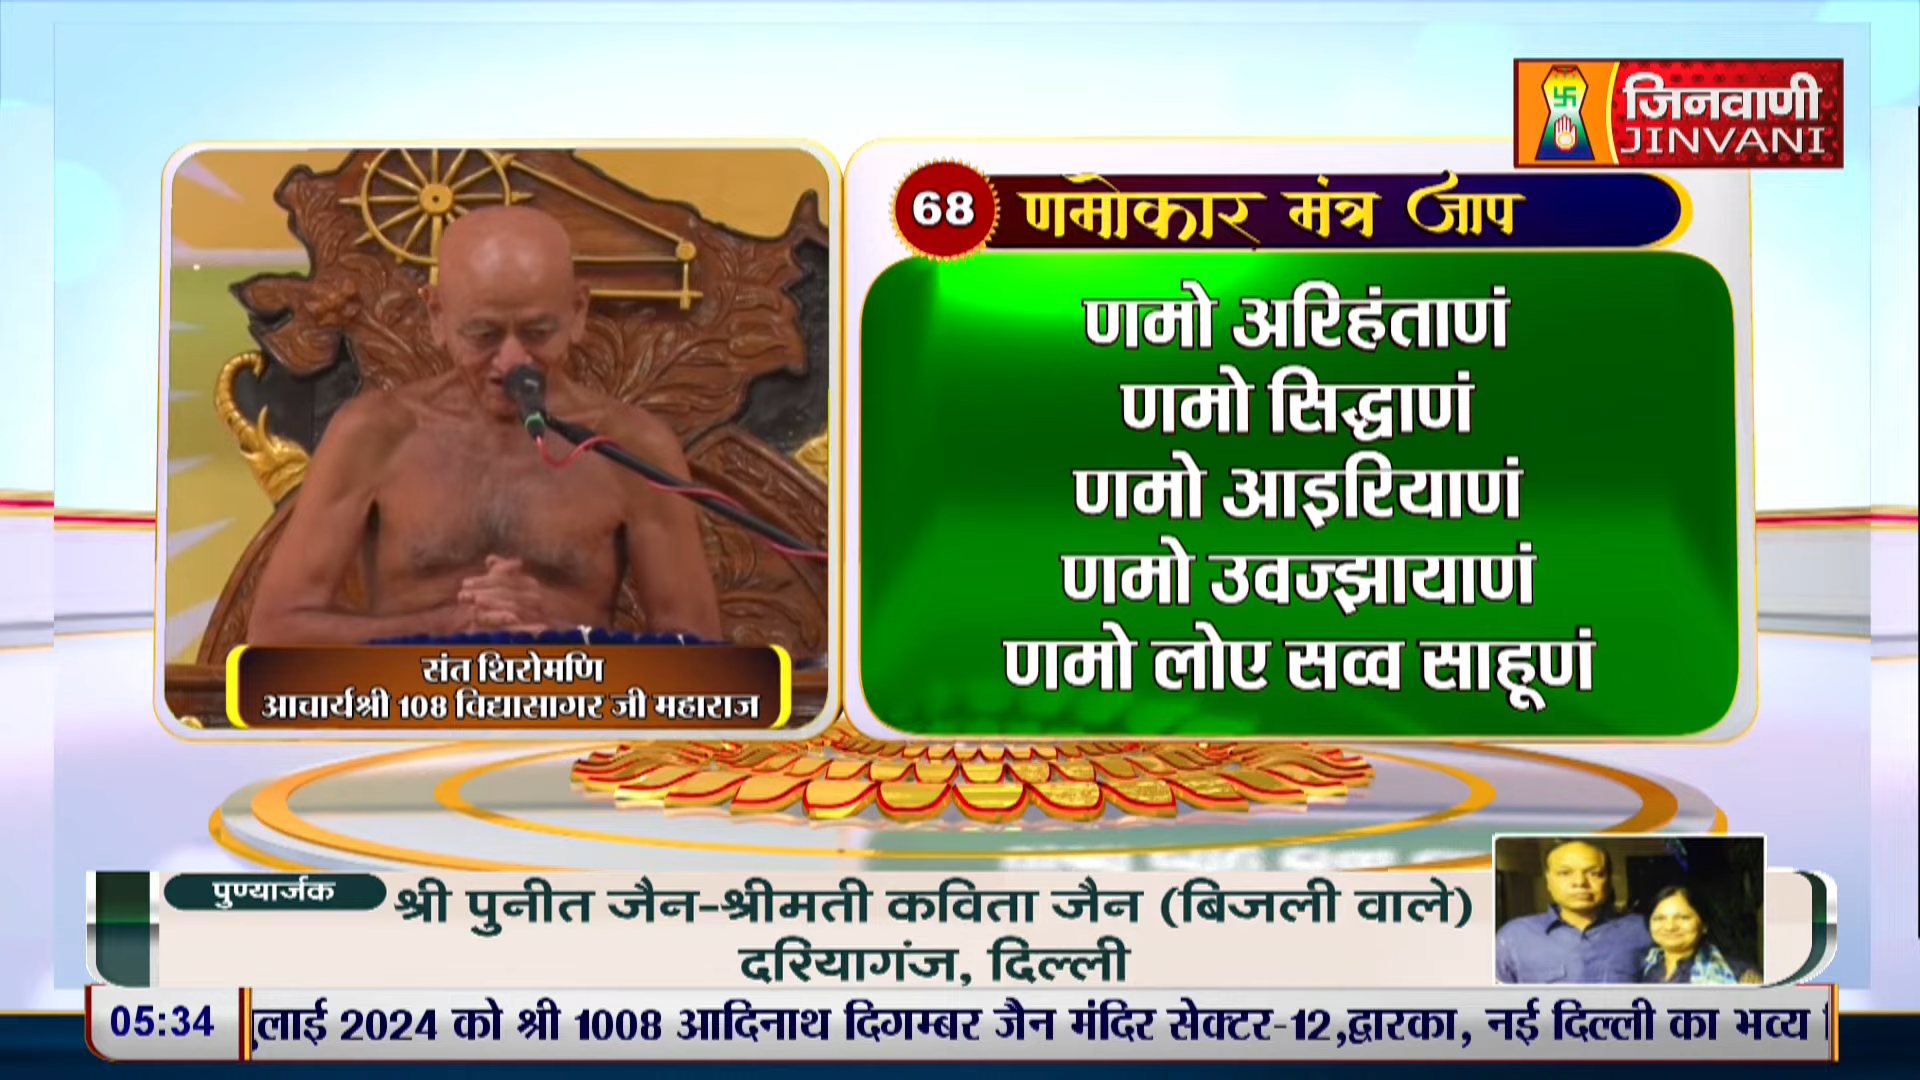 जिनवाणी
JINVANI
68 णमोकार मंत्र जाप
णमो अरिहंताणं
णमो सिद्धाणं
णमो आइरियाणं
णमो उवज्झायाणं
णमो लोए सव्व साहूणं
संत शिरोमणि
आचार्यश्री 108 विद्यासागर जी महाराज
पुण्यार्जक
श्री पुनीत जैन-श्रीमती कविता जैन (बिजली वाले)
दरियागंज, दिल्ली
05:34 लाई 2024 को श्री 1008 आदिनाथ दिगम्बर जैन मंदिर सेक्टर-12,द्वारका, नई दिल्ली का भव्य